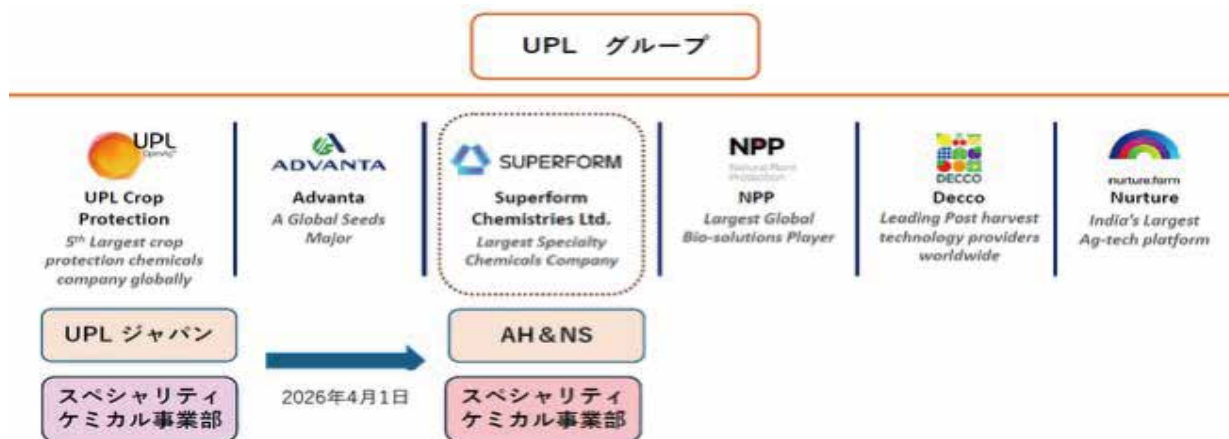 UPL グループ
UPL
OpenAg™
UPL Crop
Protection
5th Largest crop
protection chemicals
company globally
ADVANTA
Advanta
A Global Seeds
Major
SUPERFORM
Superform
Chemistries Ltd.
Largest Specialty
Chemicals Company
NPP
Natural Plant
Protection
NPP
Largest Global
Bio-solutions Player
DECCO
Decco
Leading Post harvest
technology providers
worldwide
nurture.farm
Nurture
India's Largest
Ag-tech platform
UPL ジャパン
AH&NS
スペシャリティ
ケミカル事業部
2026年4月1日
スペシャリティ
ケミカル事業部